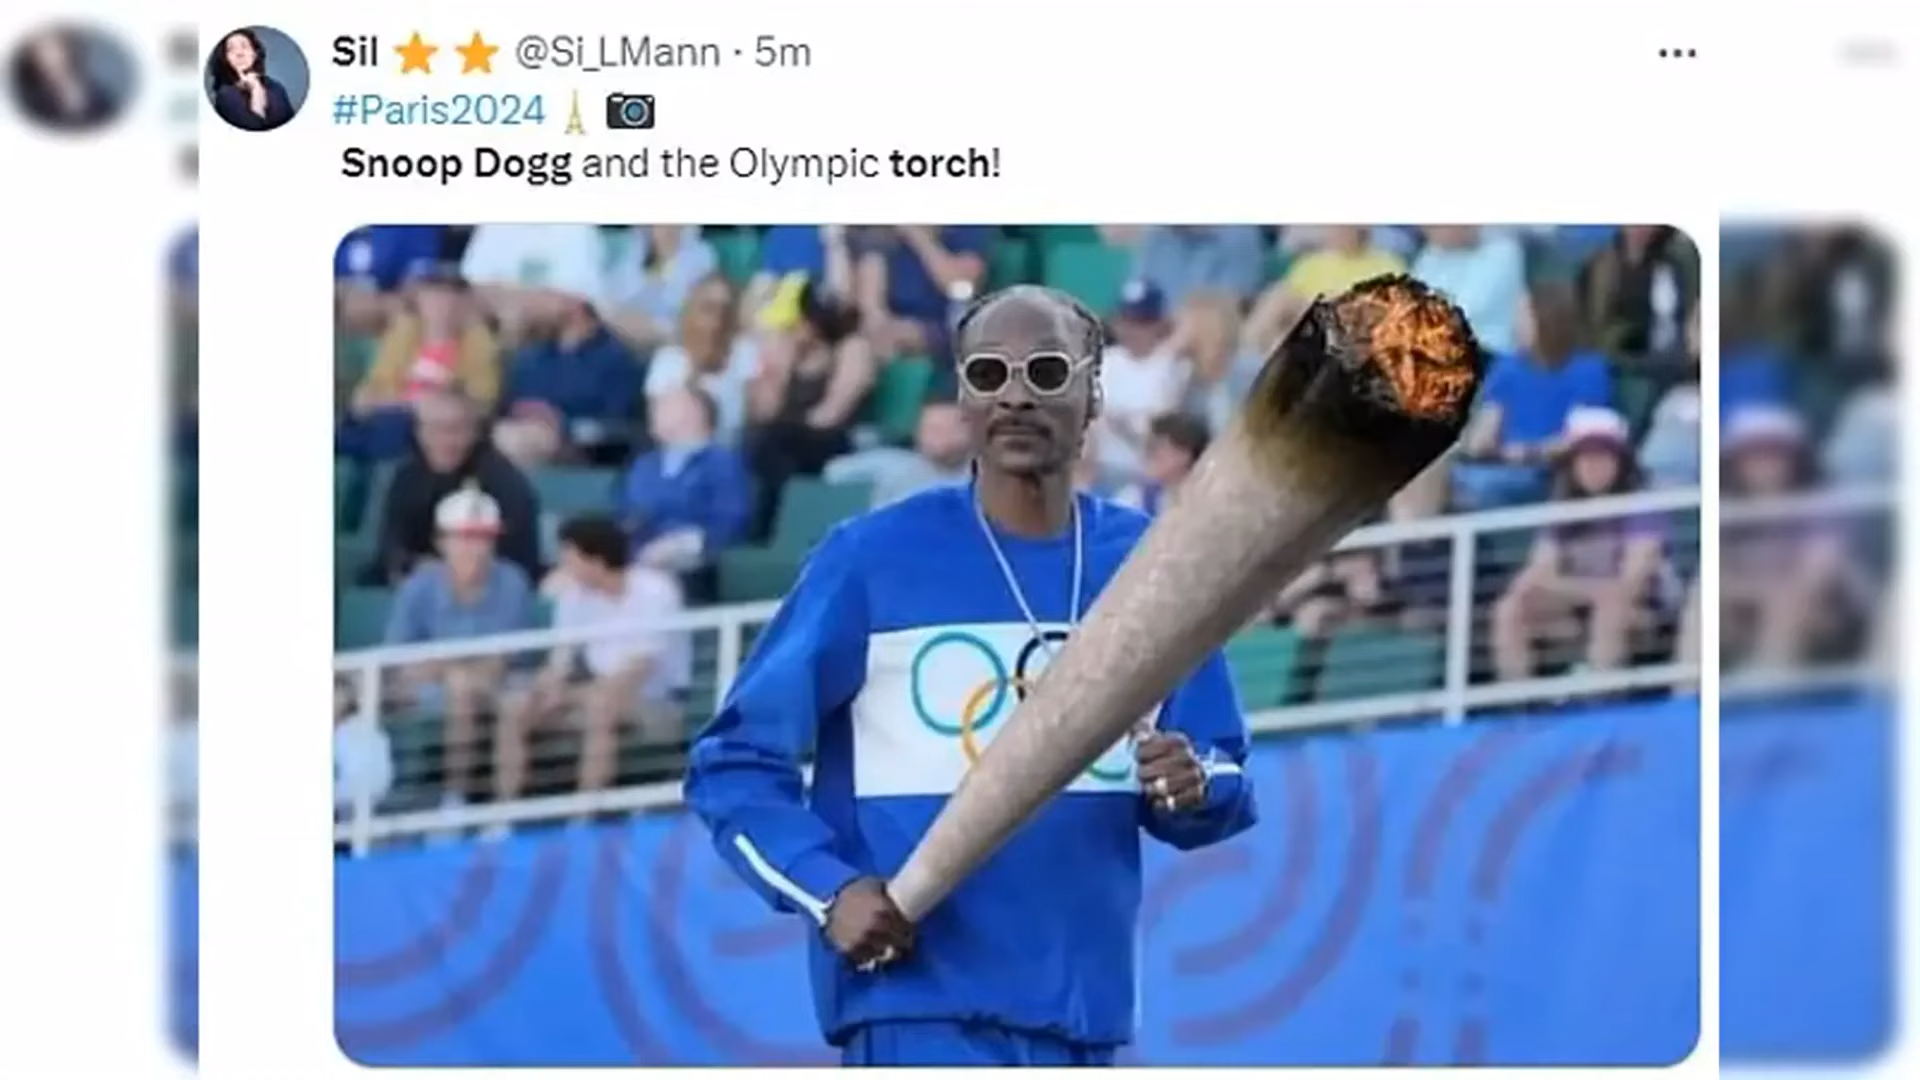 Sil ⭐ ⭐ @Si_LMann · 5m
#Paris2024
Snoop Dogg and the Olympic torch!